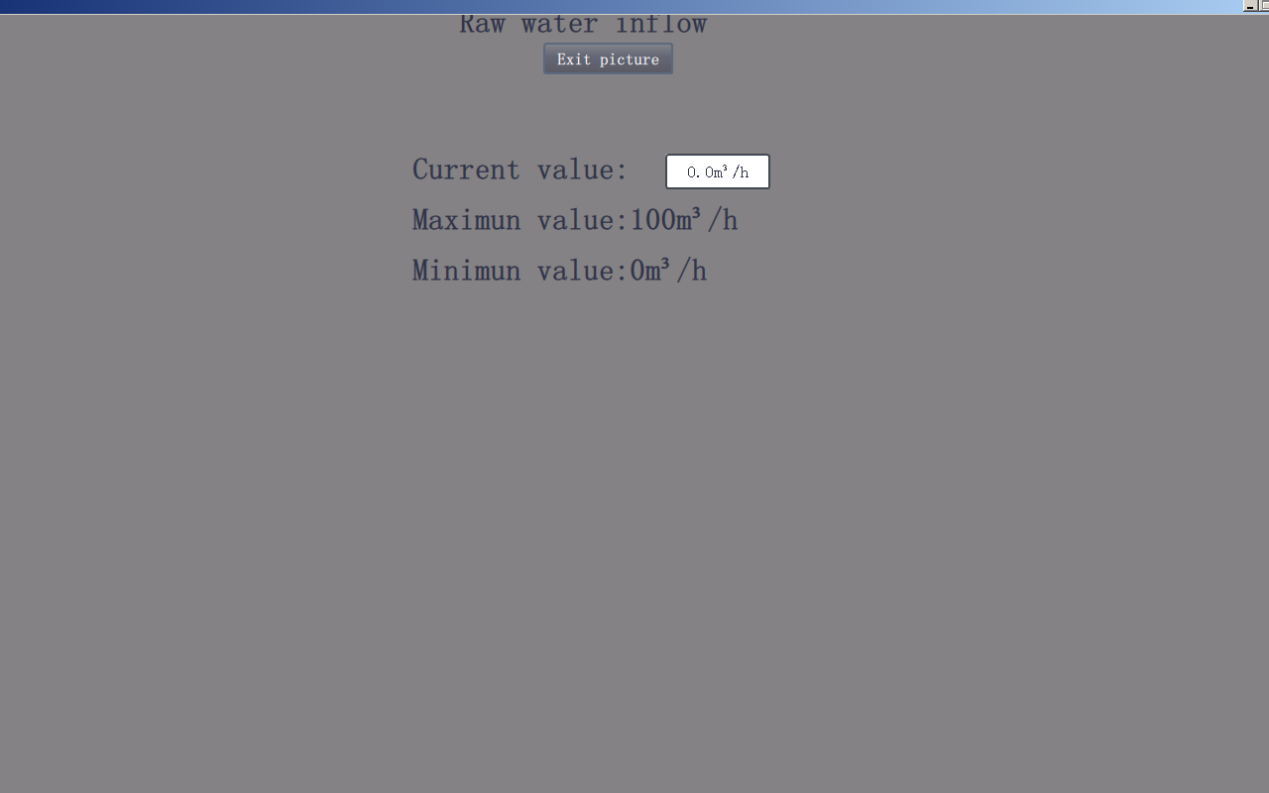 Raw water inflow
Exit picture
Current value: 0.0m³/h
Maximun value:100m³/h
Minimun value:0m³/h